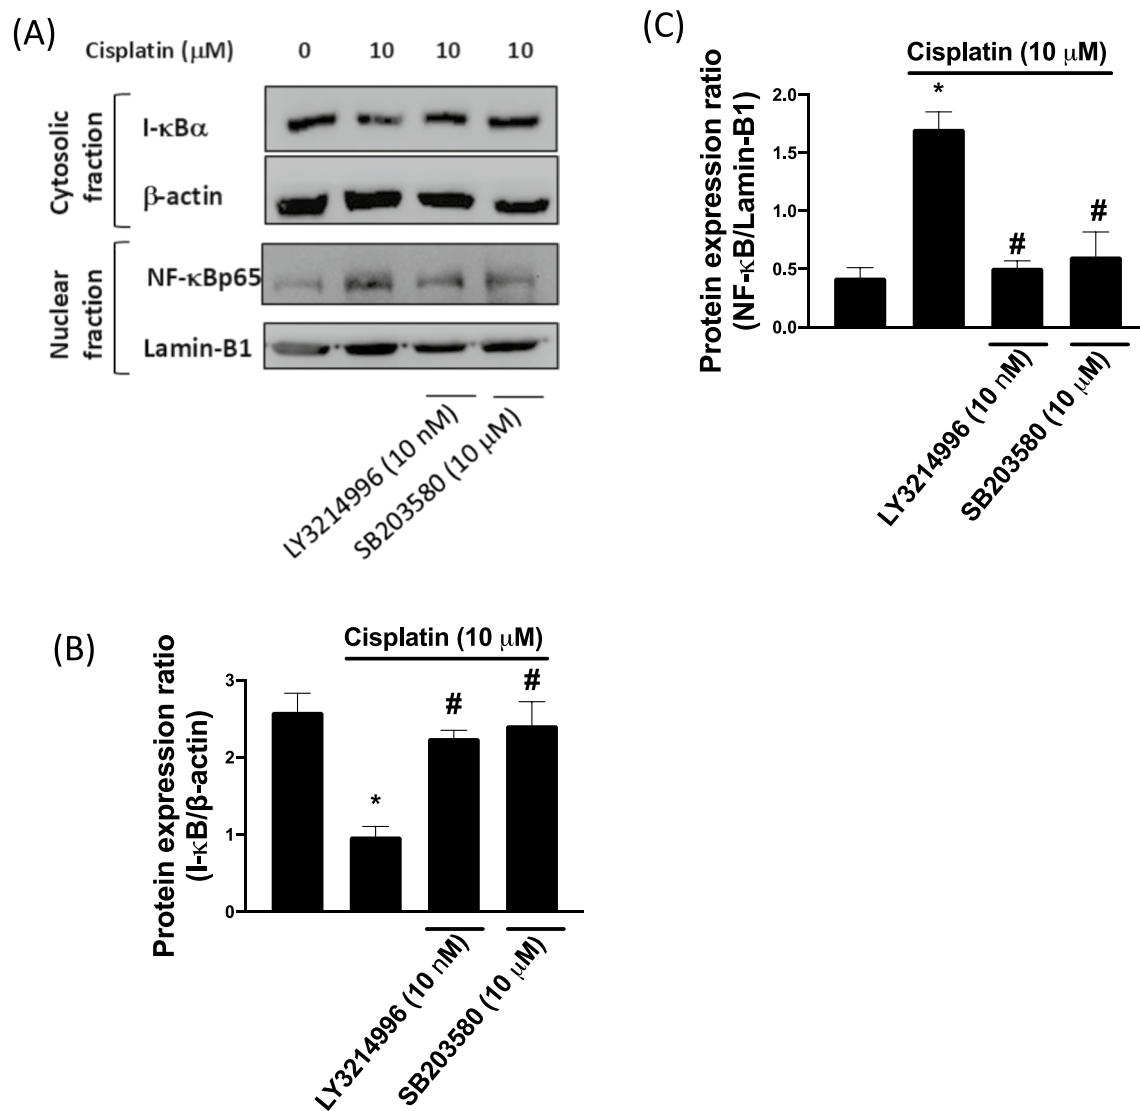 (A)
Cisplatin (μM) 0 10 10 10
Cytosolic
fraction
I-κBα
β-actin
Nuclear
fraction
NF-κBp65
Lamin-B1
LY3214996 (10 nM)
SB203580 (10 μM)
(B)
Cisplatin (10 μM)
Protein expression ratio
(I-κB/β-actin)
3
2
1
0
*
#
#
LY3214996 (10 nM)
SB203580 (10 μM)
(C)
Cisplatin (10 μM)
Protein expression ratio
(NF-κB/Lamin-B1)
2.0
1.5
1.0
0.5
0.0
*
#
#
LY3214996 (10 nM)
SB203580 (10 μM)